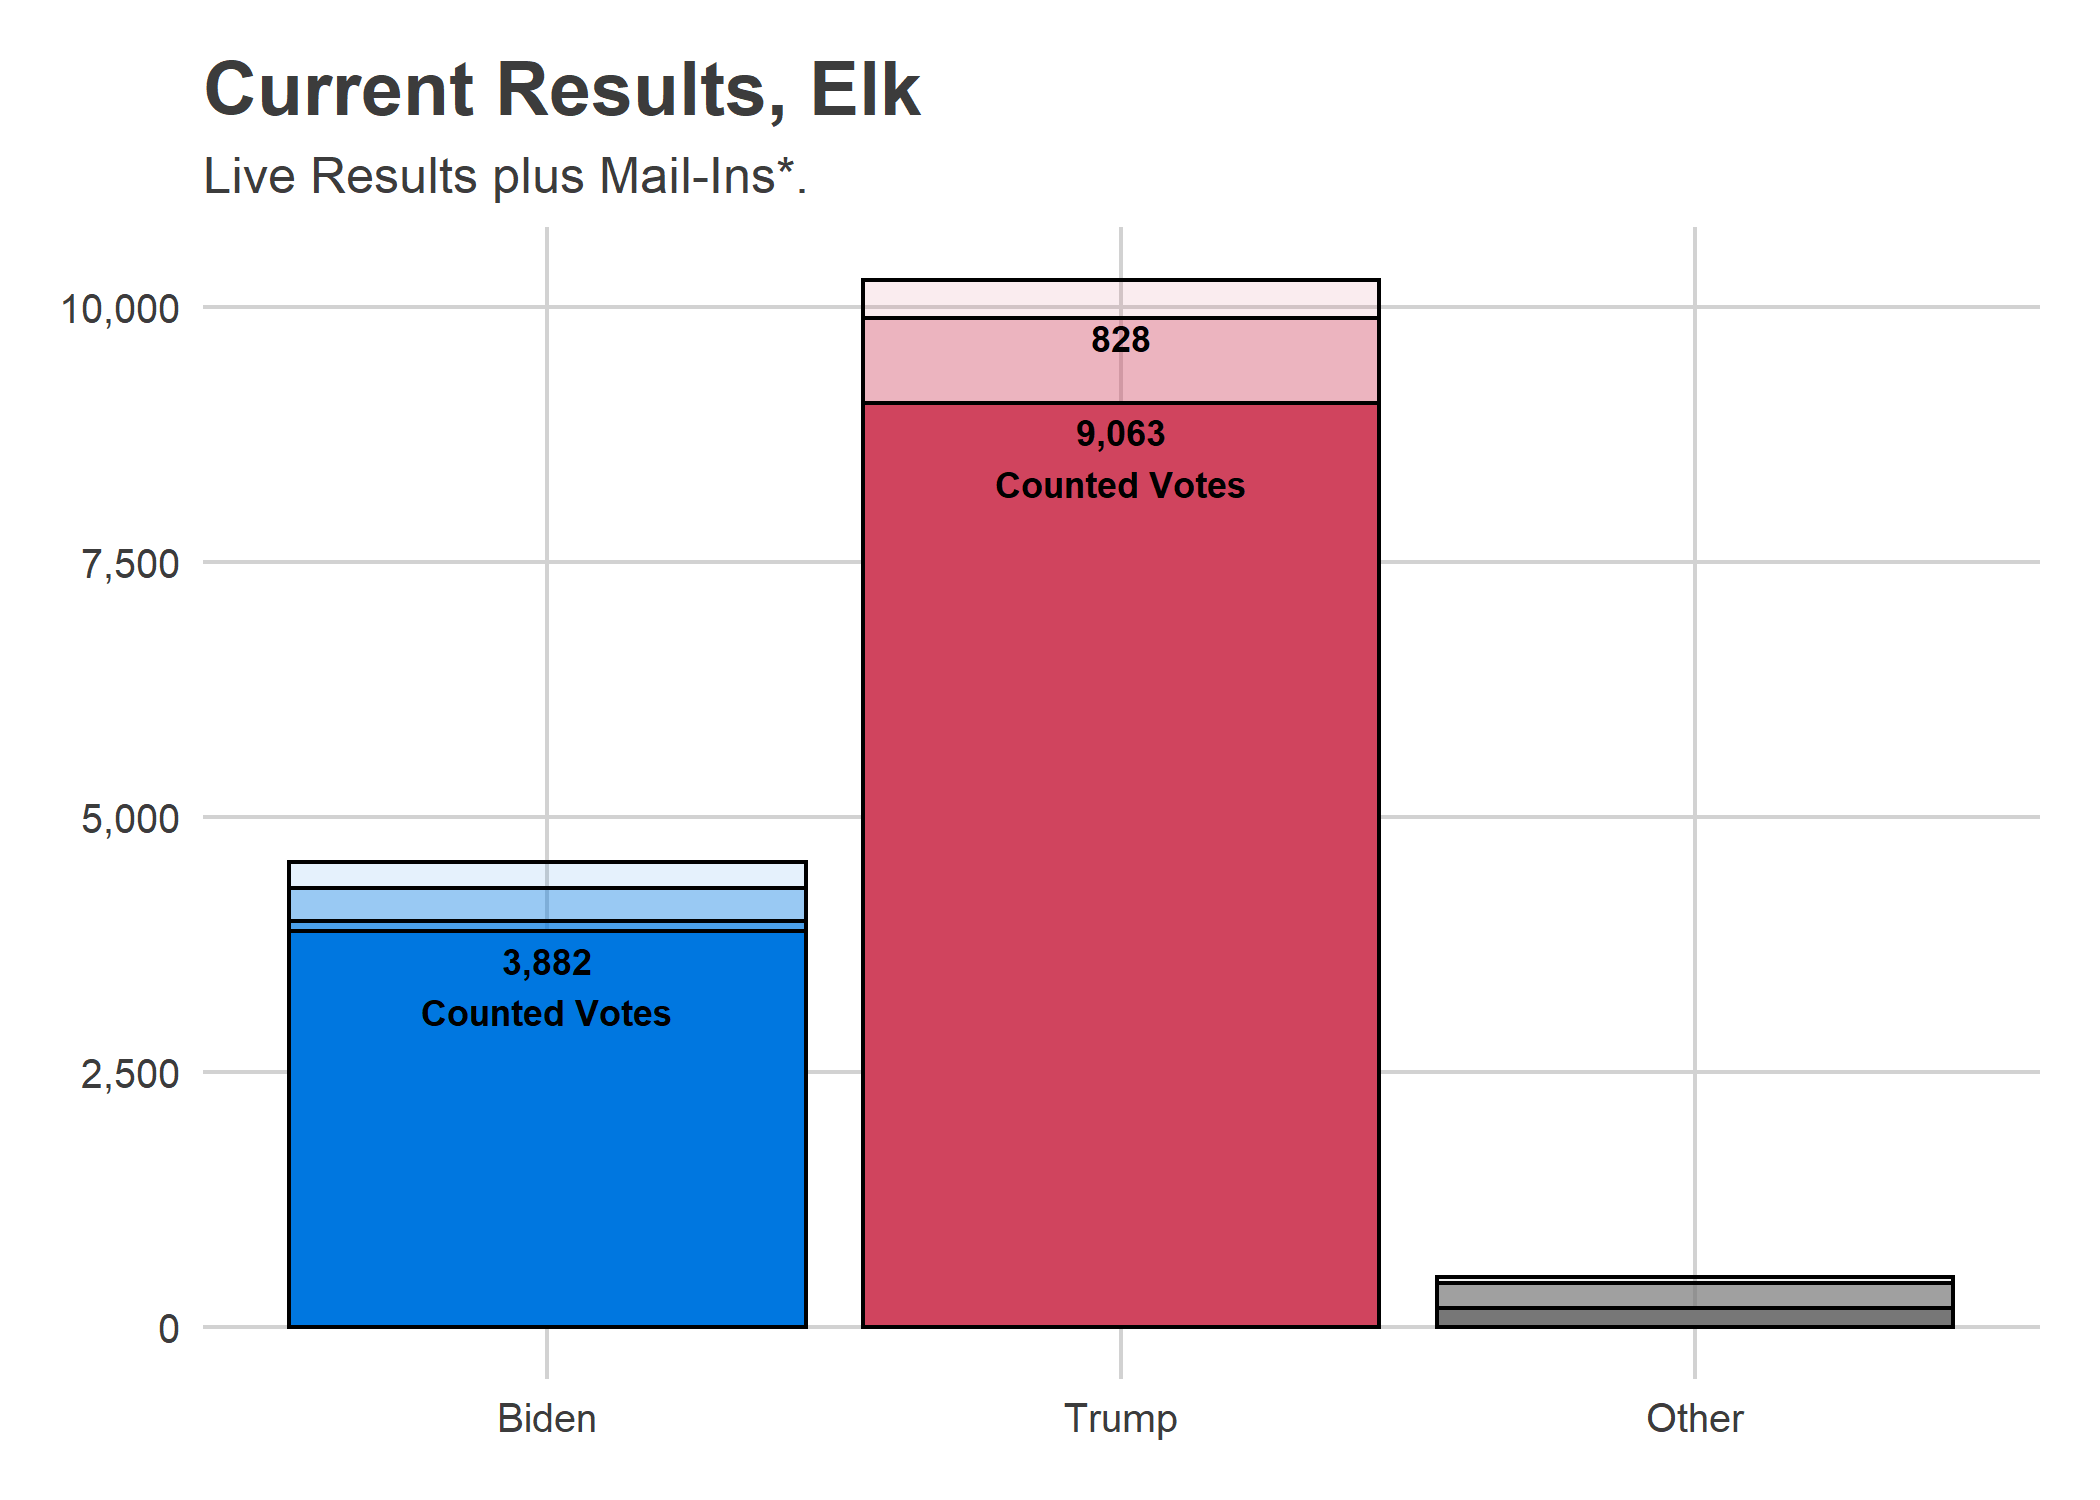 Current Results, Elk
Live Results plus Mail-Ins*.
10,000
7,500
5,000
2,500
0
828
9,063
Counted Votes
3,882
Counted Votes
Biden
Trump
Other